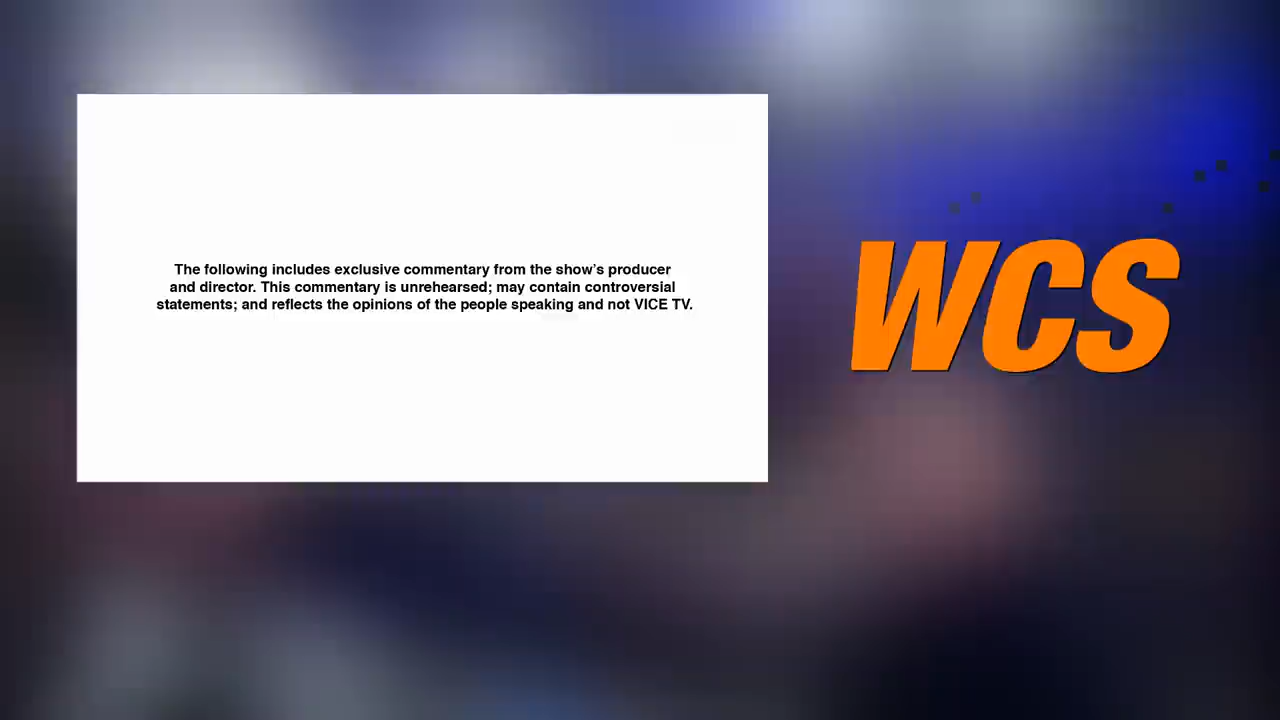 The following includes exclusive commentary from the show’s producer
and director. This commentary is unrehearsed; may contain controversial
statements; and reflects the opinions of the people speaking and not VICE TV.
WCS